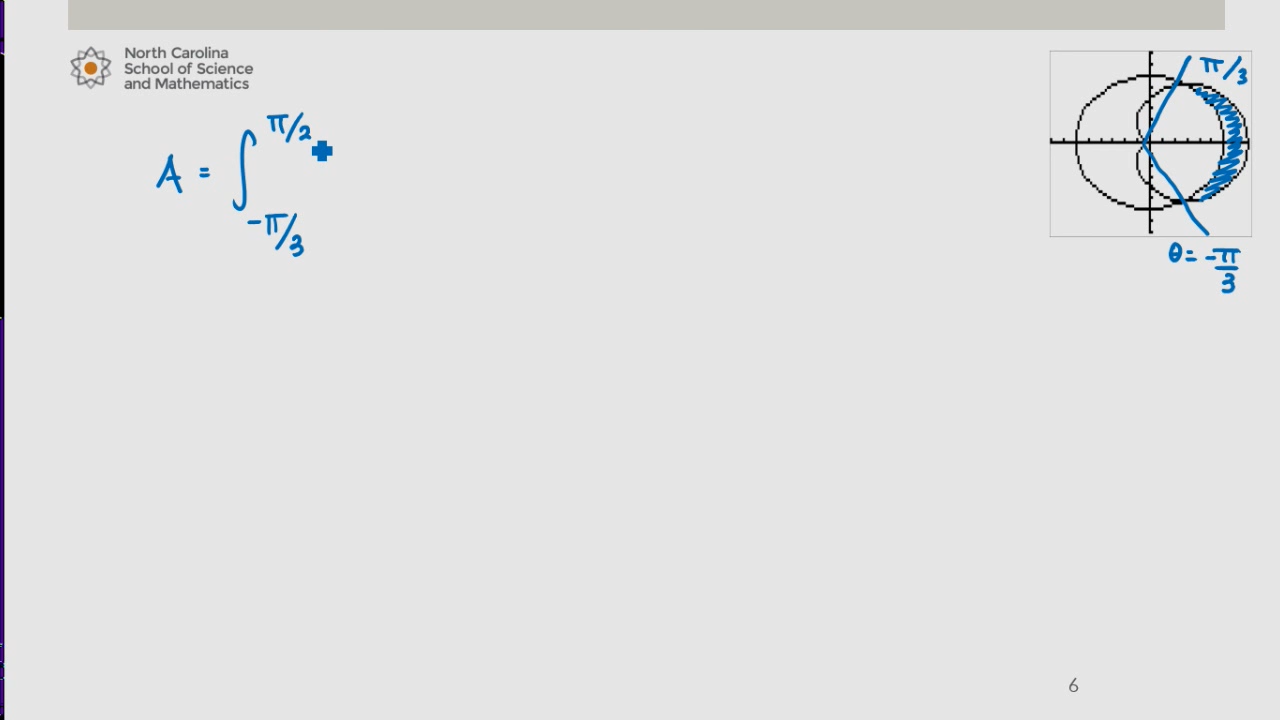 North Carolina
School of Science
and Mathematics
π/3
A = ∫_{-π/3}^{π/2}
θ = -π/3
6